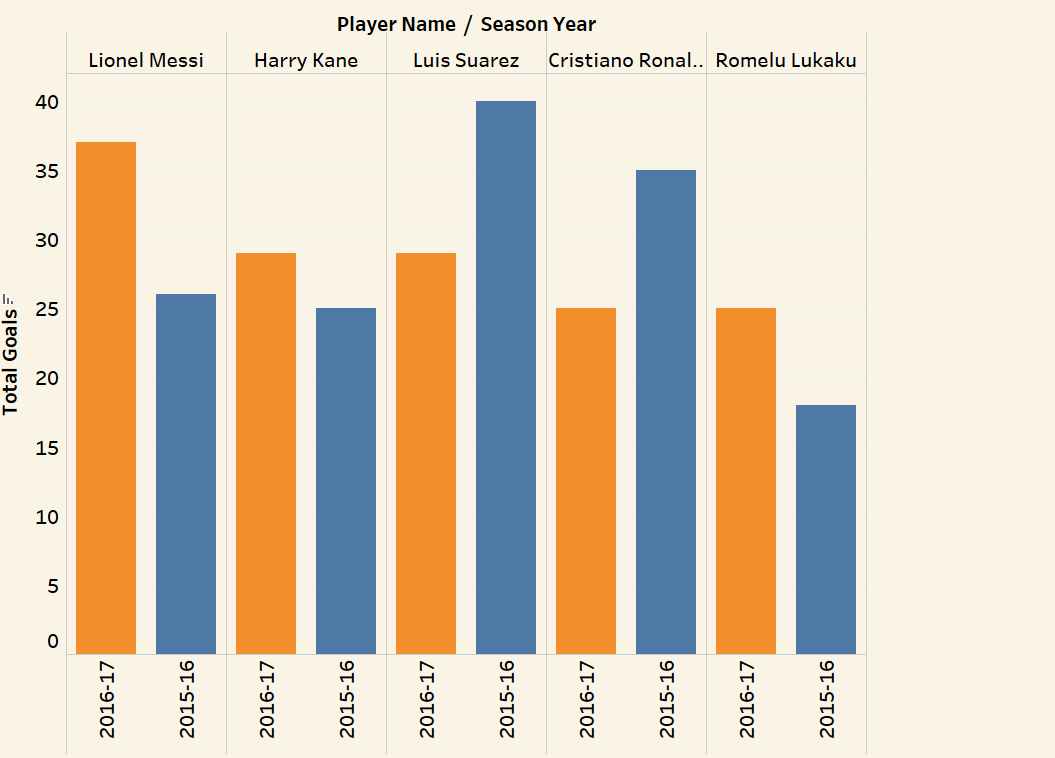 Player Name / Season Year
Lionel Messi Harry Kane Luis Suarez Cristiano Ronal.. Romelu Lukaku
Total Goals
40
35
30
25
20
15
10
5
0
2016-17 2015-16 2016-17 2015-16 2016-17 2015-16 2016-17 2015-16 2016-17 2015-16